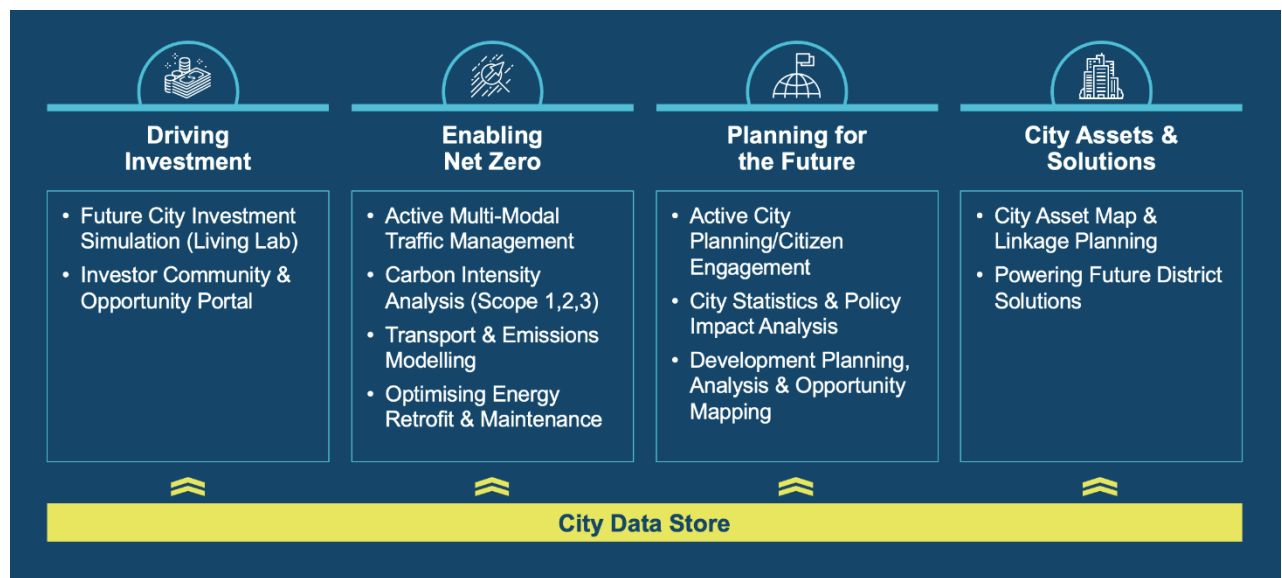 Driving
Investment
• Future City Investment
Simulation (Living Lab)
• Investor Community &
Opportunity Portal
Enabling
Net Zero
• Active Multi-Modal
Traffic Management
• Carbon Intensity
Analysis (Scope 1,2,3)
• Transport & Emissions
Modelling
• Optimising Energy
Retrofit & Maintenance
Planning for
the Future
• Active City
Planning/Citizen
Engagement
• City Statistics & Policy
Impact Analysis
• Development Planning,
Analysis & Opportunity
Mapping
City Assets &
Solutions
• City Asset Map &
Linkage Planning
• Powering Future District
Solutions
City Data Store